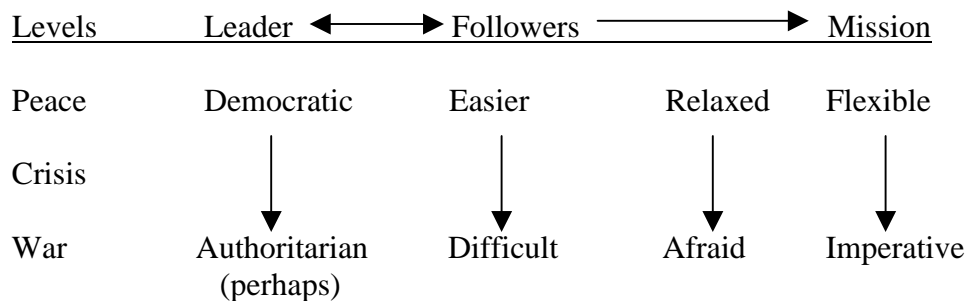 Levels Leader Followers Mission
Peace Democratic Easier Relaxed Flexible
Crisis
War Authoritarian Difficult Afraid Imperative
(perhaps)